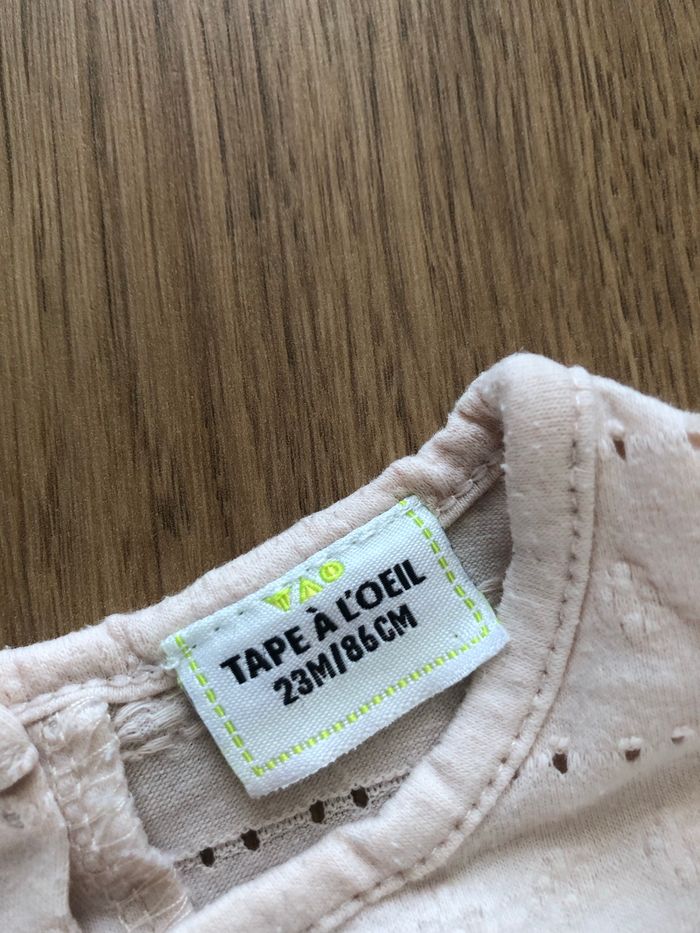 TAO
TAPE À L'OEIL
23M/86CM